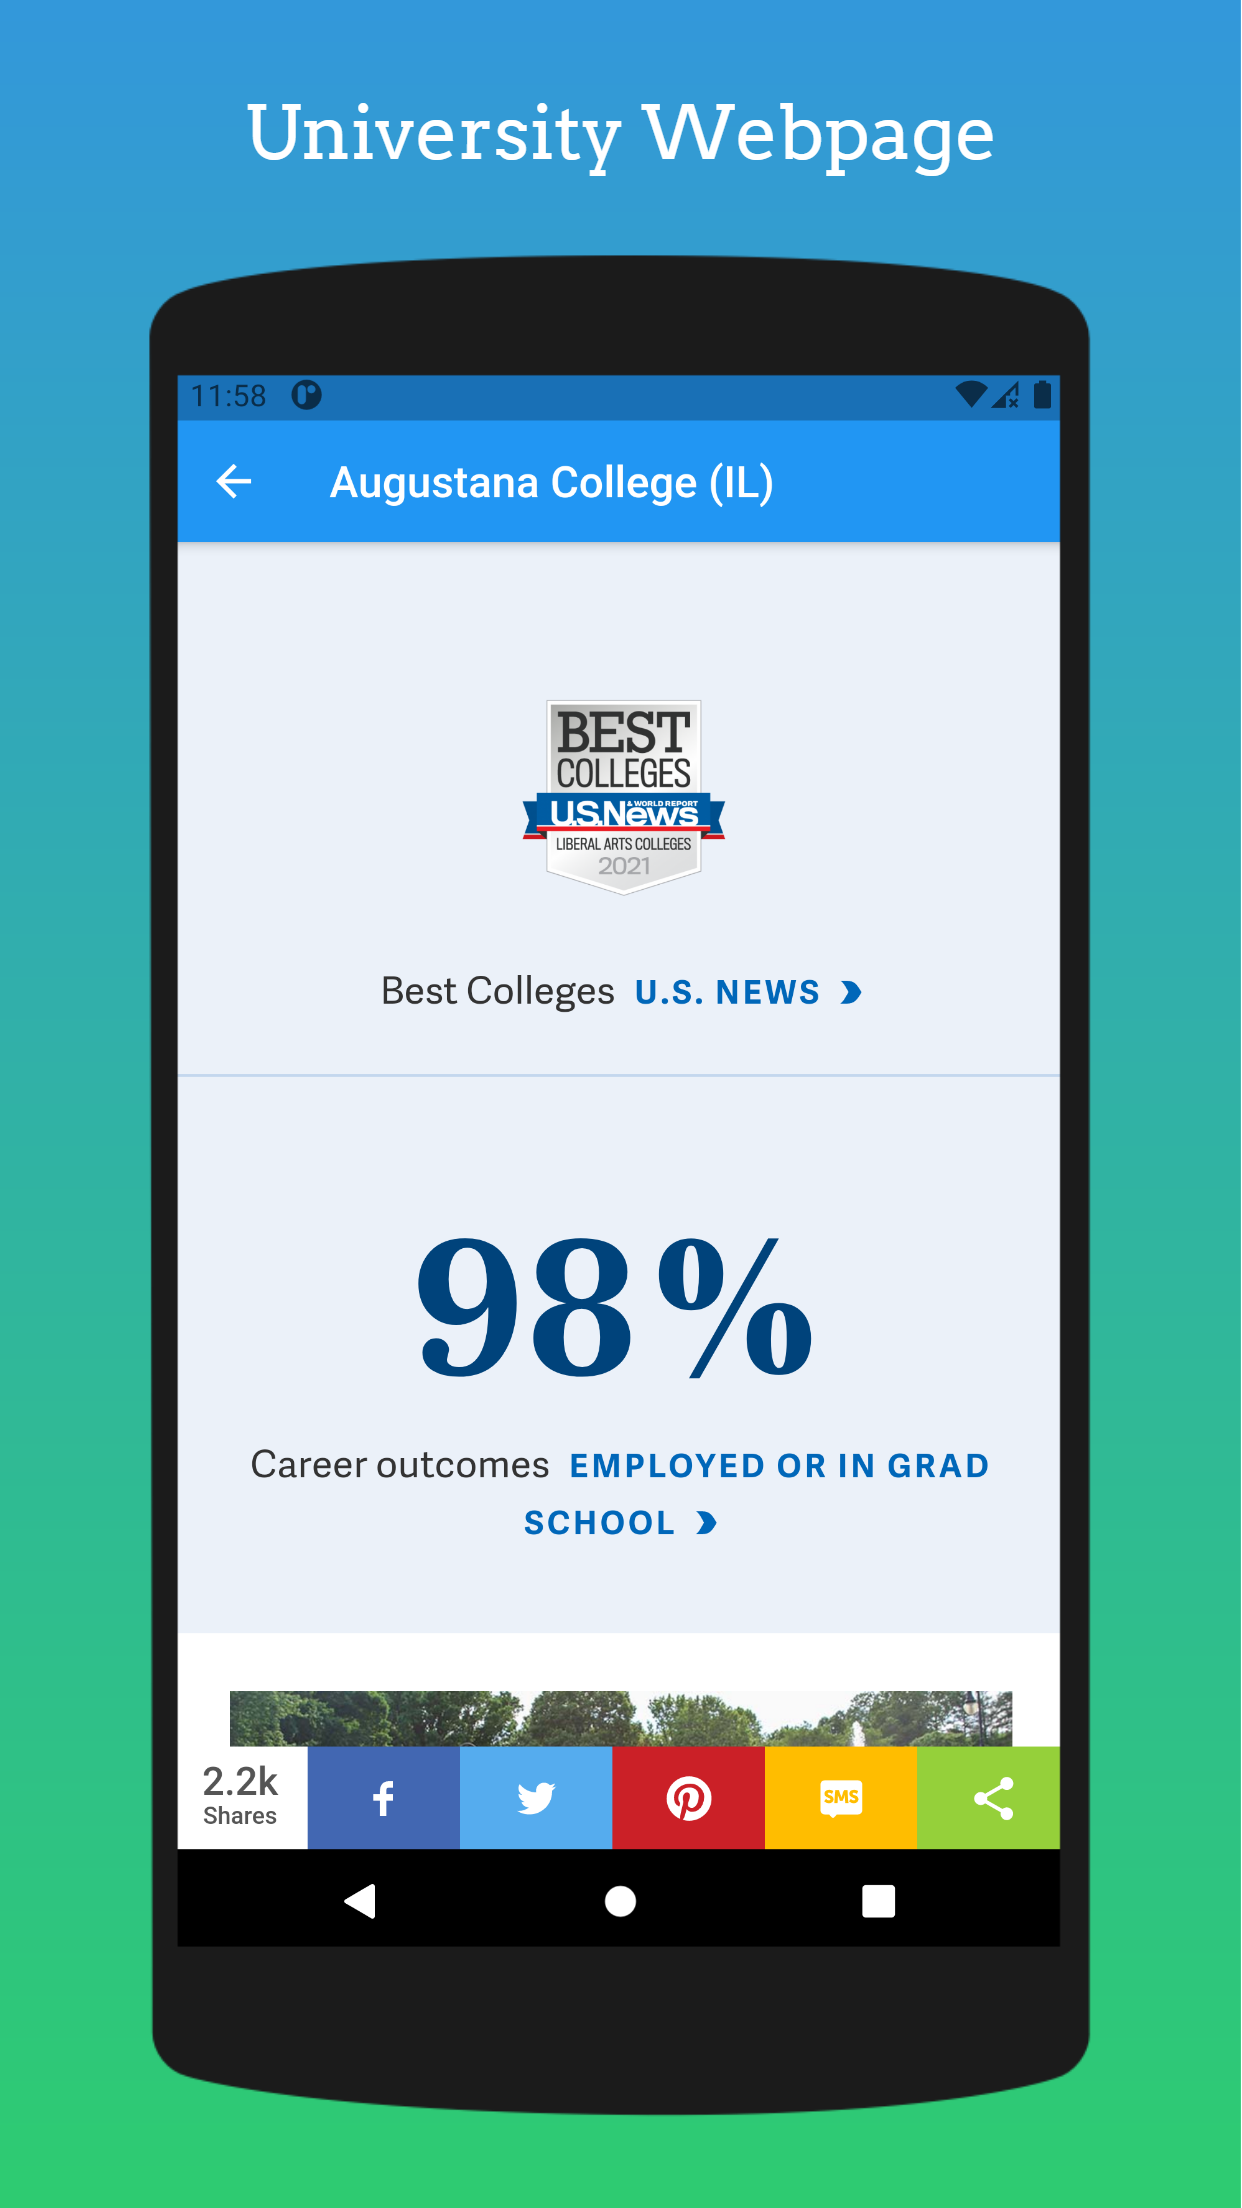 University Webpage
11:58
Augustana College (IL)
BEST
COLLEGES
& WORLD REPORT
U.S.News
LIBERAL ARTS COLLEGES
2021
Best Colleges U.S. NEWS
98%
Career outcomes EMPLOYED OR IN GRAD
SCHOOL
2.2k
Shares
SMS